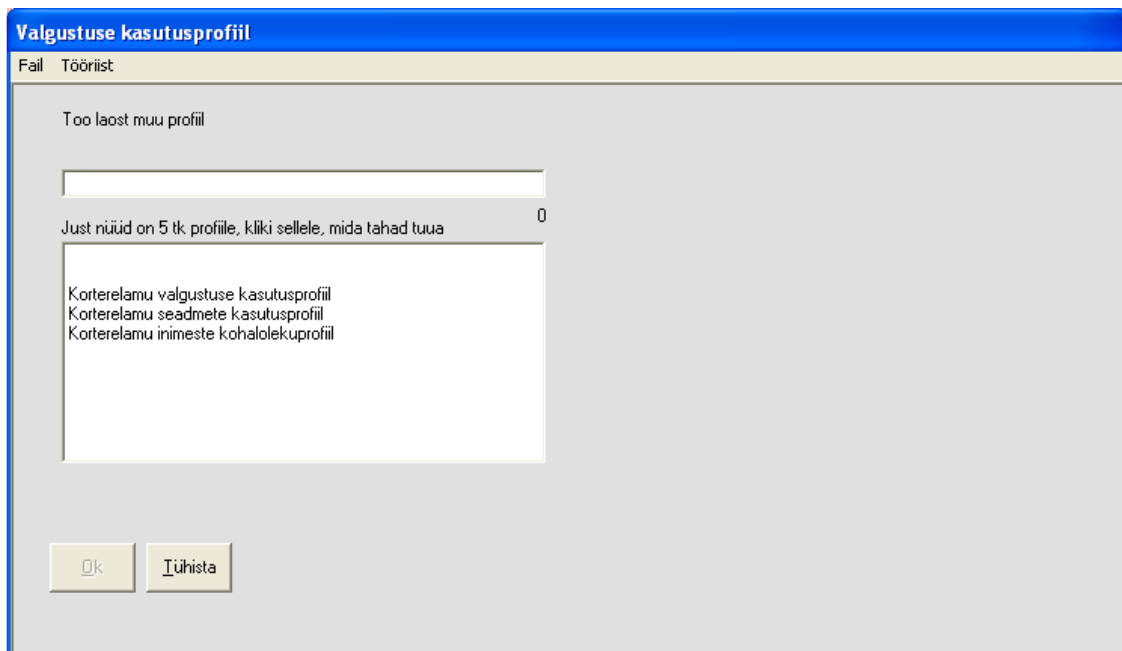 Valgustuse kasutusprofiil
Fail Tööriist
Too laost muu profiil
0
Just nüüd on 5 tk profiile, kliki sellele, mida tahad tuua
Korterelamu valgustuse kasutusprofiil
Korterelamu seadmete kasutusprofiil
Korterelamu inimeste kohalolekuprofiil
Ok Tühista